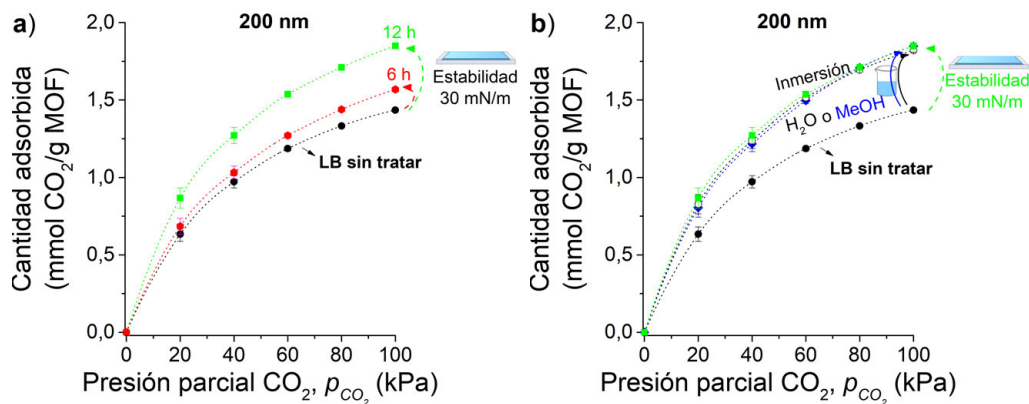 a)
200 nm
Cantidad adsorbida
(mmol CO₂/g MOF)
2,0
1,5
1,0
0,5
0,0
12 h
6 h
Estabilidad
30 mN/m
LB sin tratar
0 20 40 60 80 100
Presión parcial CO₂, p_CO₂ (kPa)
b)
200 nm
Cantidad adsorbida
(mmol CO₂/g MOF)
2,0
1,5
1,0
0,5
0,0
Inmersión
H₂O o MeOH
Estabilidad
30 mN/m
LB sin tratar
0 20 40 60 80 100
Presión parcial CO₂, p_CO₂ (kPa)